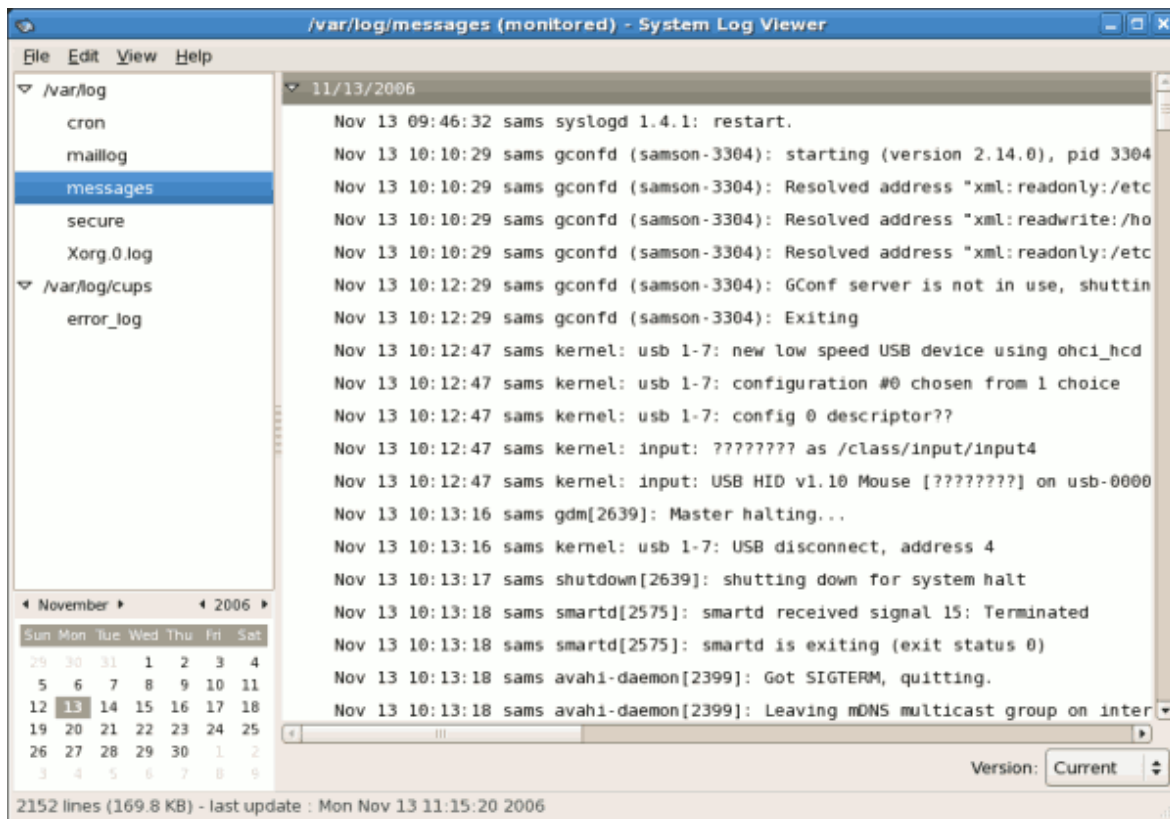 /var/log/messages (monitored) - System Log Viewer
File Edit View Help
/var/log
cron
maillog
messages
secure
Xorg.0.log
/var/log/cups
error_log
November 2006
Sun Mon Tue Wed Thu Fri Sat
29 30 31 1 2 3 4
5 6 7 8 9 10 11
12 13 14 15 16 17 18
19 20 21 22 23 24 25
26 27 28 29 30 1 2
3 4 5 6 7 8 9
11/13/2006
Nov 13 09:46:32 sams syslogd 1.4.1: restart.
Nov 13 10:10:29 sams gconfd (samson-3304): starting (version 2.14.0), pid 3304
Nov 13 10:10:29 sams gconfd (samson-3304): Resolved address "xml:readonly:/etc
Nov 13 10:10:29 sams gconfd (samson-3304): Resolved address "xml:readwrite:/ho
Nov 13 10:10:29 sams gconfd (samson-3304): Resolved address "xml:readonly:/etc
Nov 13 10:12:29 sams gconfd (samson-3304): GConf server is not in use, shuttin
Nov 13 10:12:29 sams gconfd (samson-3304): Exiting
Nov 13 10:12:47 sams kernel: usb 1-7: new low speed USB device using ohci_hcd
Nov 13 10:12:47 sams kernel: usb 1-7: configuration #0 chosen from 1 choice
Nov 13 10:12:47 sams kernel: usb 1-7: config 0 descriptor??
Nov 13 10:12:47 sams kernel: input: ???????? as /class/input/input4
Nov 13 10:12:47 sams kernel: input: USB HID v1.10 Mouse [????????] on usb-0000
Nov 13 10:13:16 sams gdm[2639]: Master halting...
Nov 13 10:13:16 sams kernel: usb 1-7: USB disconnect, address 4
Nov 13 10:13:17 sams shutdown[2639]: shutting down for system halt
Nov 13 10:13:18 sams smartd[2575]: smartd received signal 15: Terminated
Nov 13 10:13:18 sams smartd[2575]: smartd is exiting (exit status 0)
Nov 13 10:13:18 sams avahi-daemon[2399]: Got SIGTERM, quitting.
Nov 13 10:13:18 sams avahi-daemon[2399]: Leaving mDNS multicast group on inter
Version: Current
2152 lines (169.8 KB) - last update : Mon Nov 13 11:15:20 2006